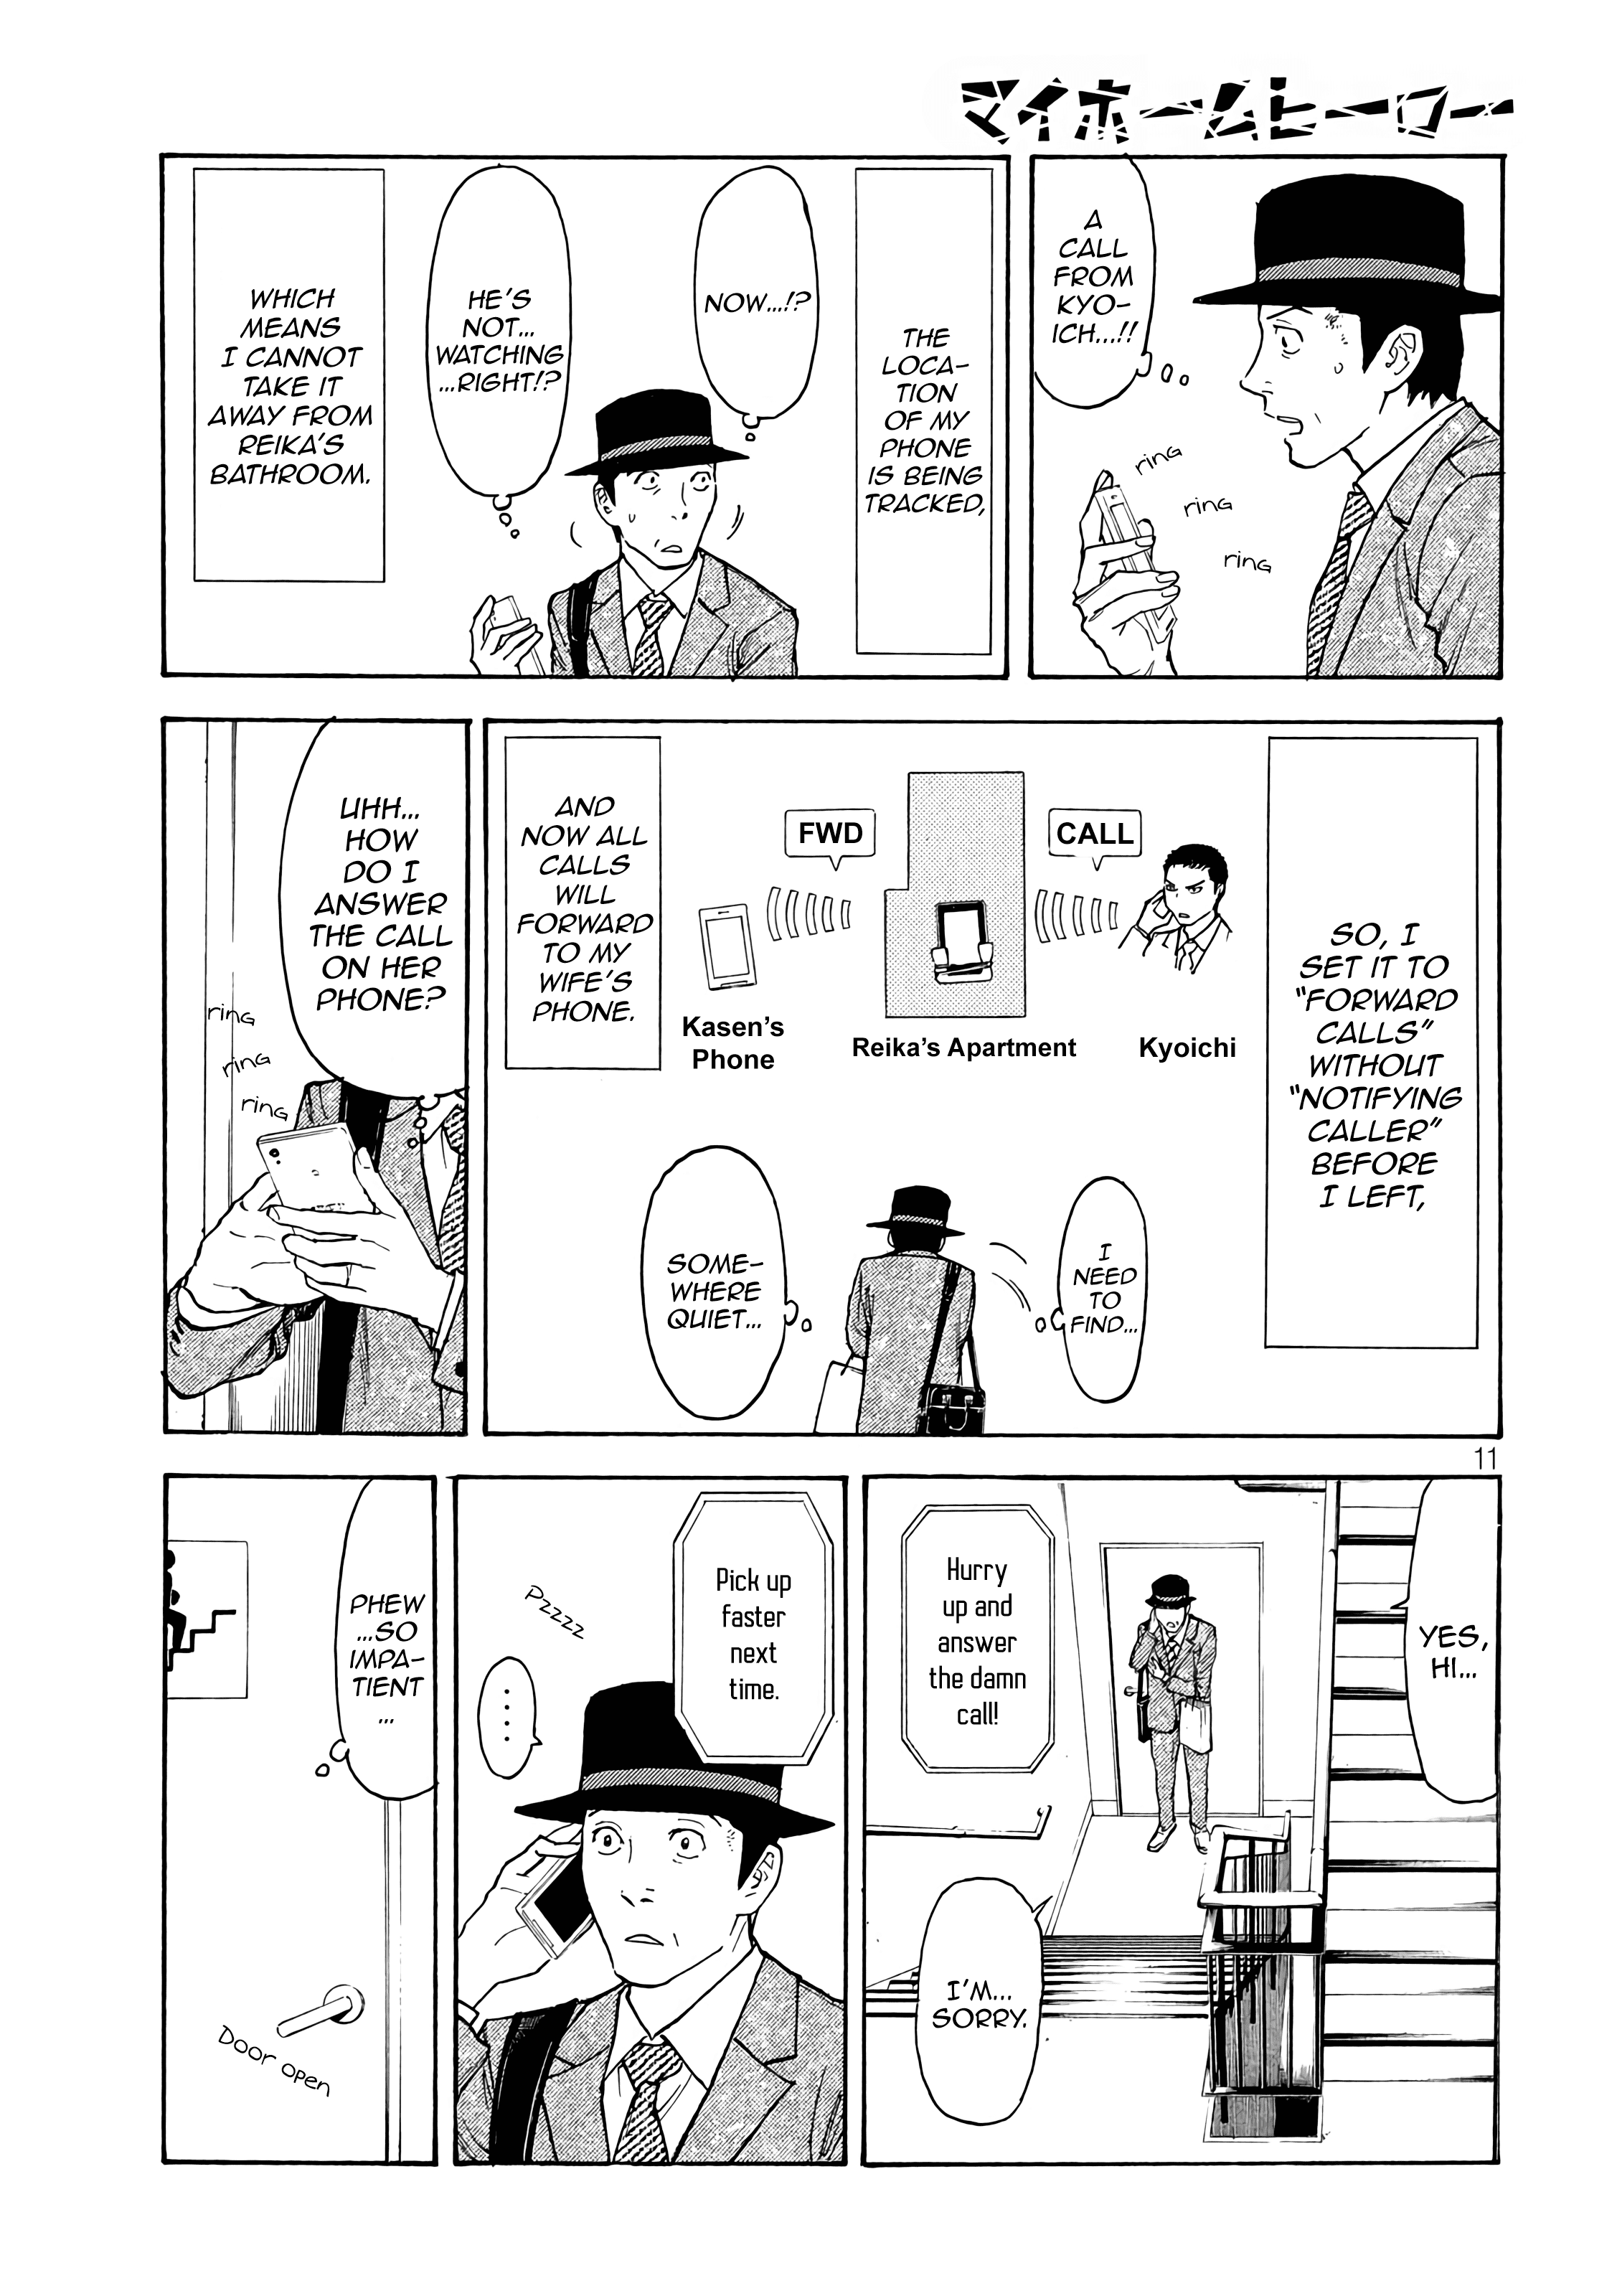 マイホームヒーロー
A
CALL
FROM
KYO-
ICH...!!
ring
ring
ring
THE
LOCA-
TION
OF MY
PHONE
IS BEING
TRACKED,
NOW...!?
HE'S
NOT...
WATCHING
...RIGHT!?
WHICH
MEANS
I CANNOT
TAKE IT
AWAY FROM
REIKA'S
BATHROOM.
SO, I
SET IT TO
"FORWARD
CALLS"
WITHOUT
"NOTIFYING
CALLER"
BEFORE
I LEFT,
CALL
FWD
Kyoichi
Reika's Apartment
Kasen's
Phone
AND
NOW ALL
CALLS
WILL
FORWARD
TO MY
WIFE'S
PHONE.
I
NEED
TO
FIND...
SOME-
WHERE
QUIET...
UHH...
HOW
DO I
ANSWER
THE CALL
ON HER
PHONE?
ring
ring
ring
11
YES,
HI...
Hurry
up and
answer
the damn
call!
I'M...
SORRY.
Pick up
faster
next
time.
Pzzzz
....
PHEW
...SO
IMPA-
TIENT
...
Door open